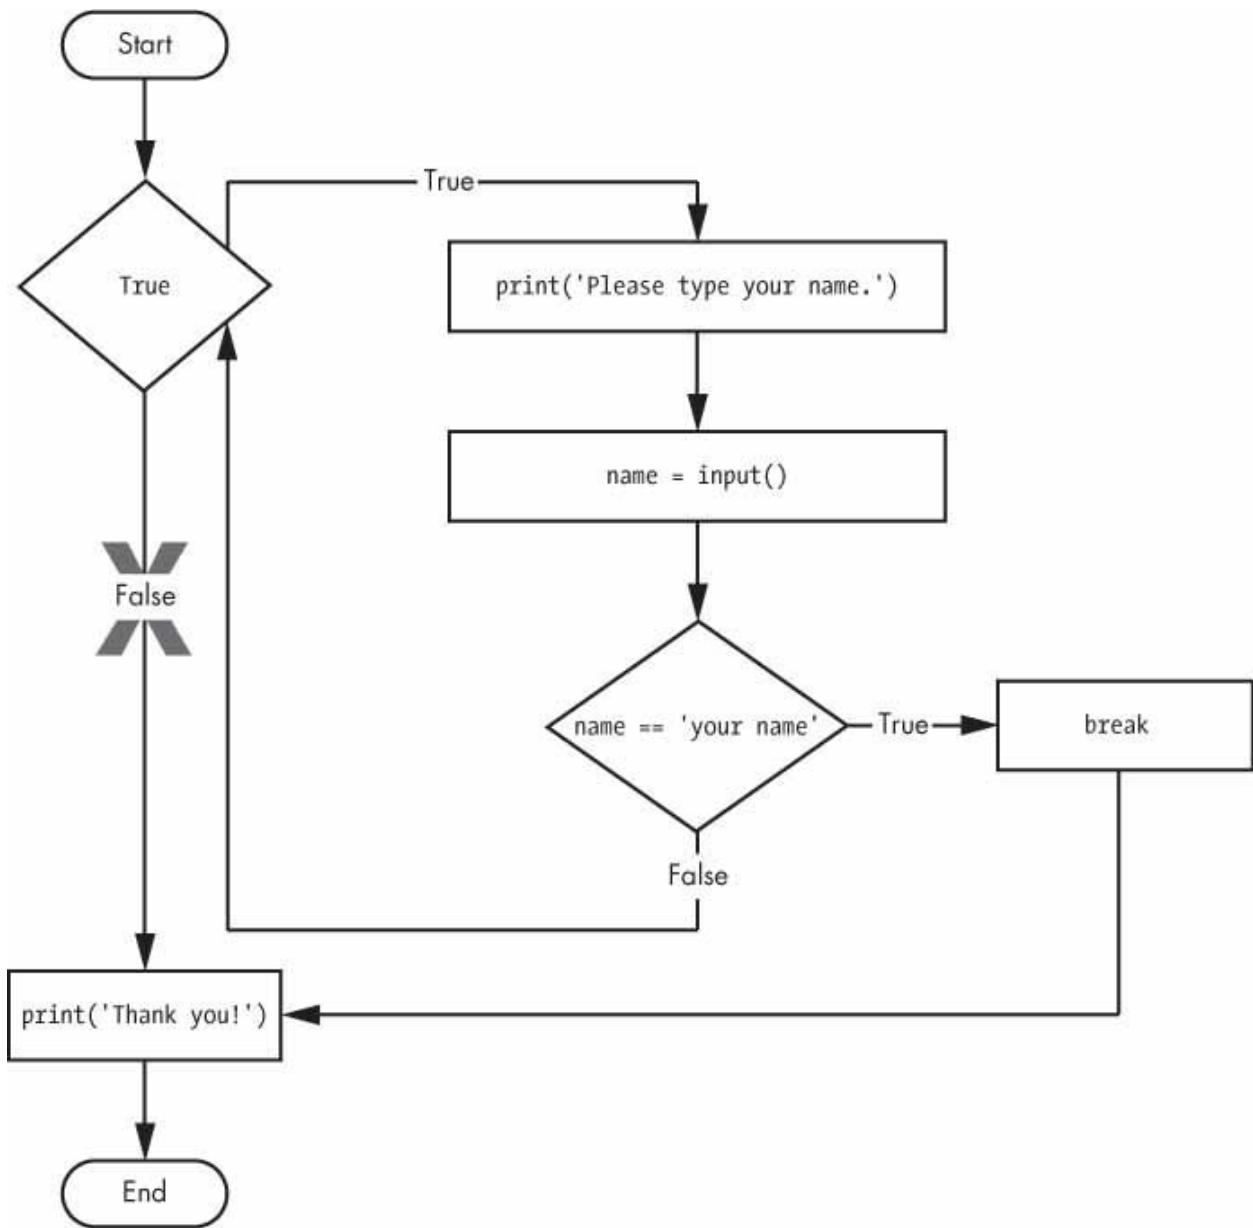 Start
True
True
print('Please type your name.')
name = input()
False
name == 'your name'
True
break
False
print('Thank you!')
End